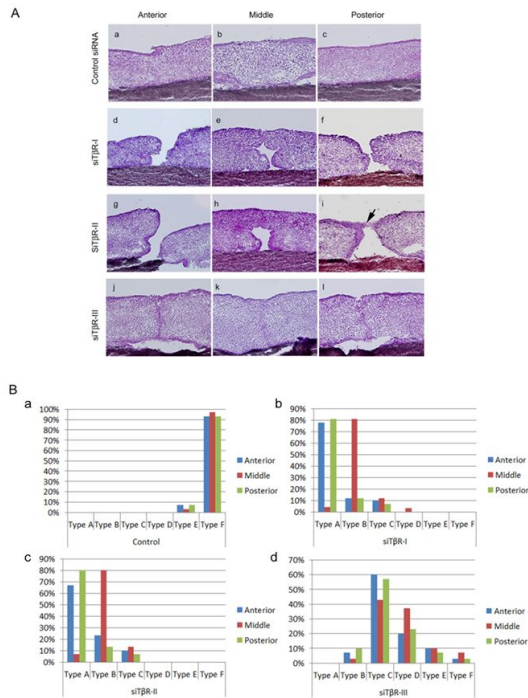 A
Anterior Middle Posterior
Control siRNA
a b c
siTβR-I
d e f
SiTβR-II
g h i
siTβR-III
j k l
B
a
100%
90%
80%
70%
60%
50%
40%
30%
20%
10%
0%
Type A Type B Type C Type D Type E Type F
Control
Anterior
Middle
Posterior
b
90%
80%
70%
60%
50%
40%
30%
20%
10%
0%
Type A Type B Type C Type D Type E Type F
siTβR-I
Anterior
Middle
Posterior
c
90%
80%
70%
60%
50%
40%
30%
20%
10%
0%
Type A Type B Type C Type D Type E Type F
siTβR-II
Anterior
Middle
Posterior
d
70%
60%
50%
40%
30%
20%
10%
0%
Type A Type B Type C Type D Type E Type F
siTβR-III
Anterior
Middle
Posterior